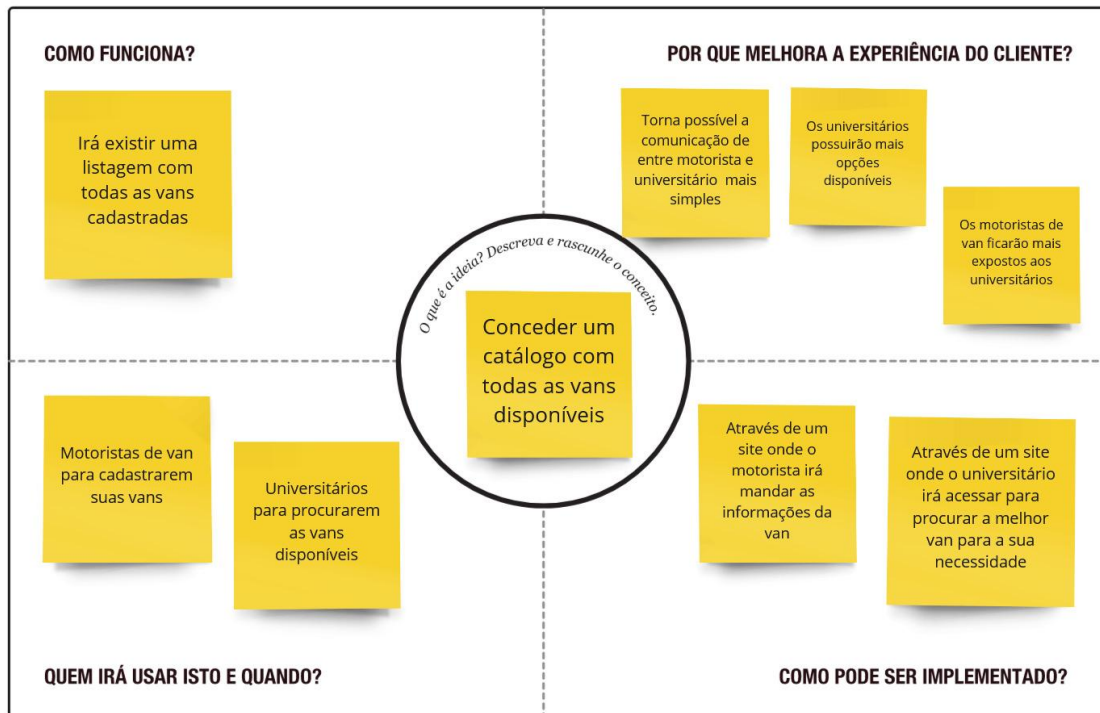 COMO FUNCIONA?
Irá existir uma
listagem com
todas as vans
cadastradas
POR QUE MELHORA A EXPERIÊNCIA DO CLIENTE?
Torna possível a
comunicação de
entre motorista e
universitário mais
simples
Os universitários
possuirão mais
opções
disponíveis
Os motoristas de
van ficarão mais
expostos aos
universitários
O que é a ideia? Descreva e rascunhe o conceito.
Conceder um
catálogo com
todas as vans
disponíveis
Motoristas de van
para cadastrarem
suas vans
Universitários
para procurarem
as vans
disponíveis
QUEM IRÁ USAR ISTO E QUANDO?
Através de um
site onde o
motorista irá
mandar as
informações da
van
Através de um site
onde o universitário
irá acessar para
procurar a melhor
van para a sua
necessidade
COMO PODE SER IMPLEMENTADO?